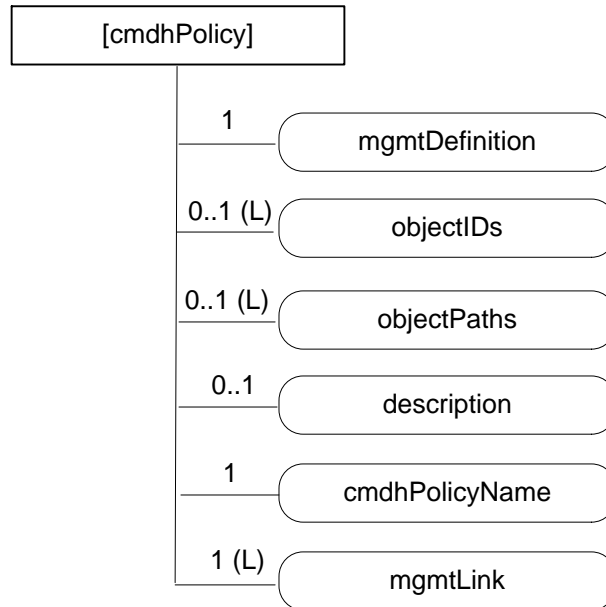 [cmdhPolicy]
1
mgmtDefinition
0..1 (L)
objectIDs
0..1 (L)
objectPaths
0..1
description
1
cmdhPolicyName
1 (L)
mgmtLink